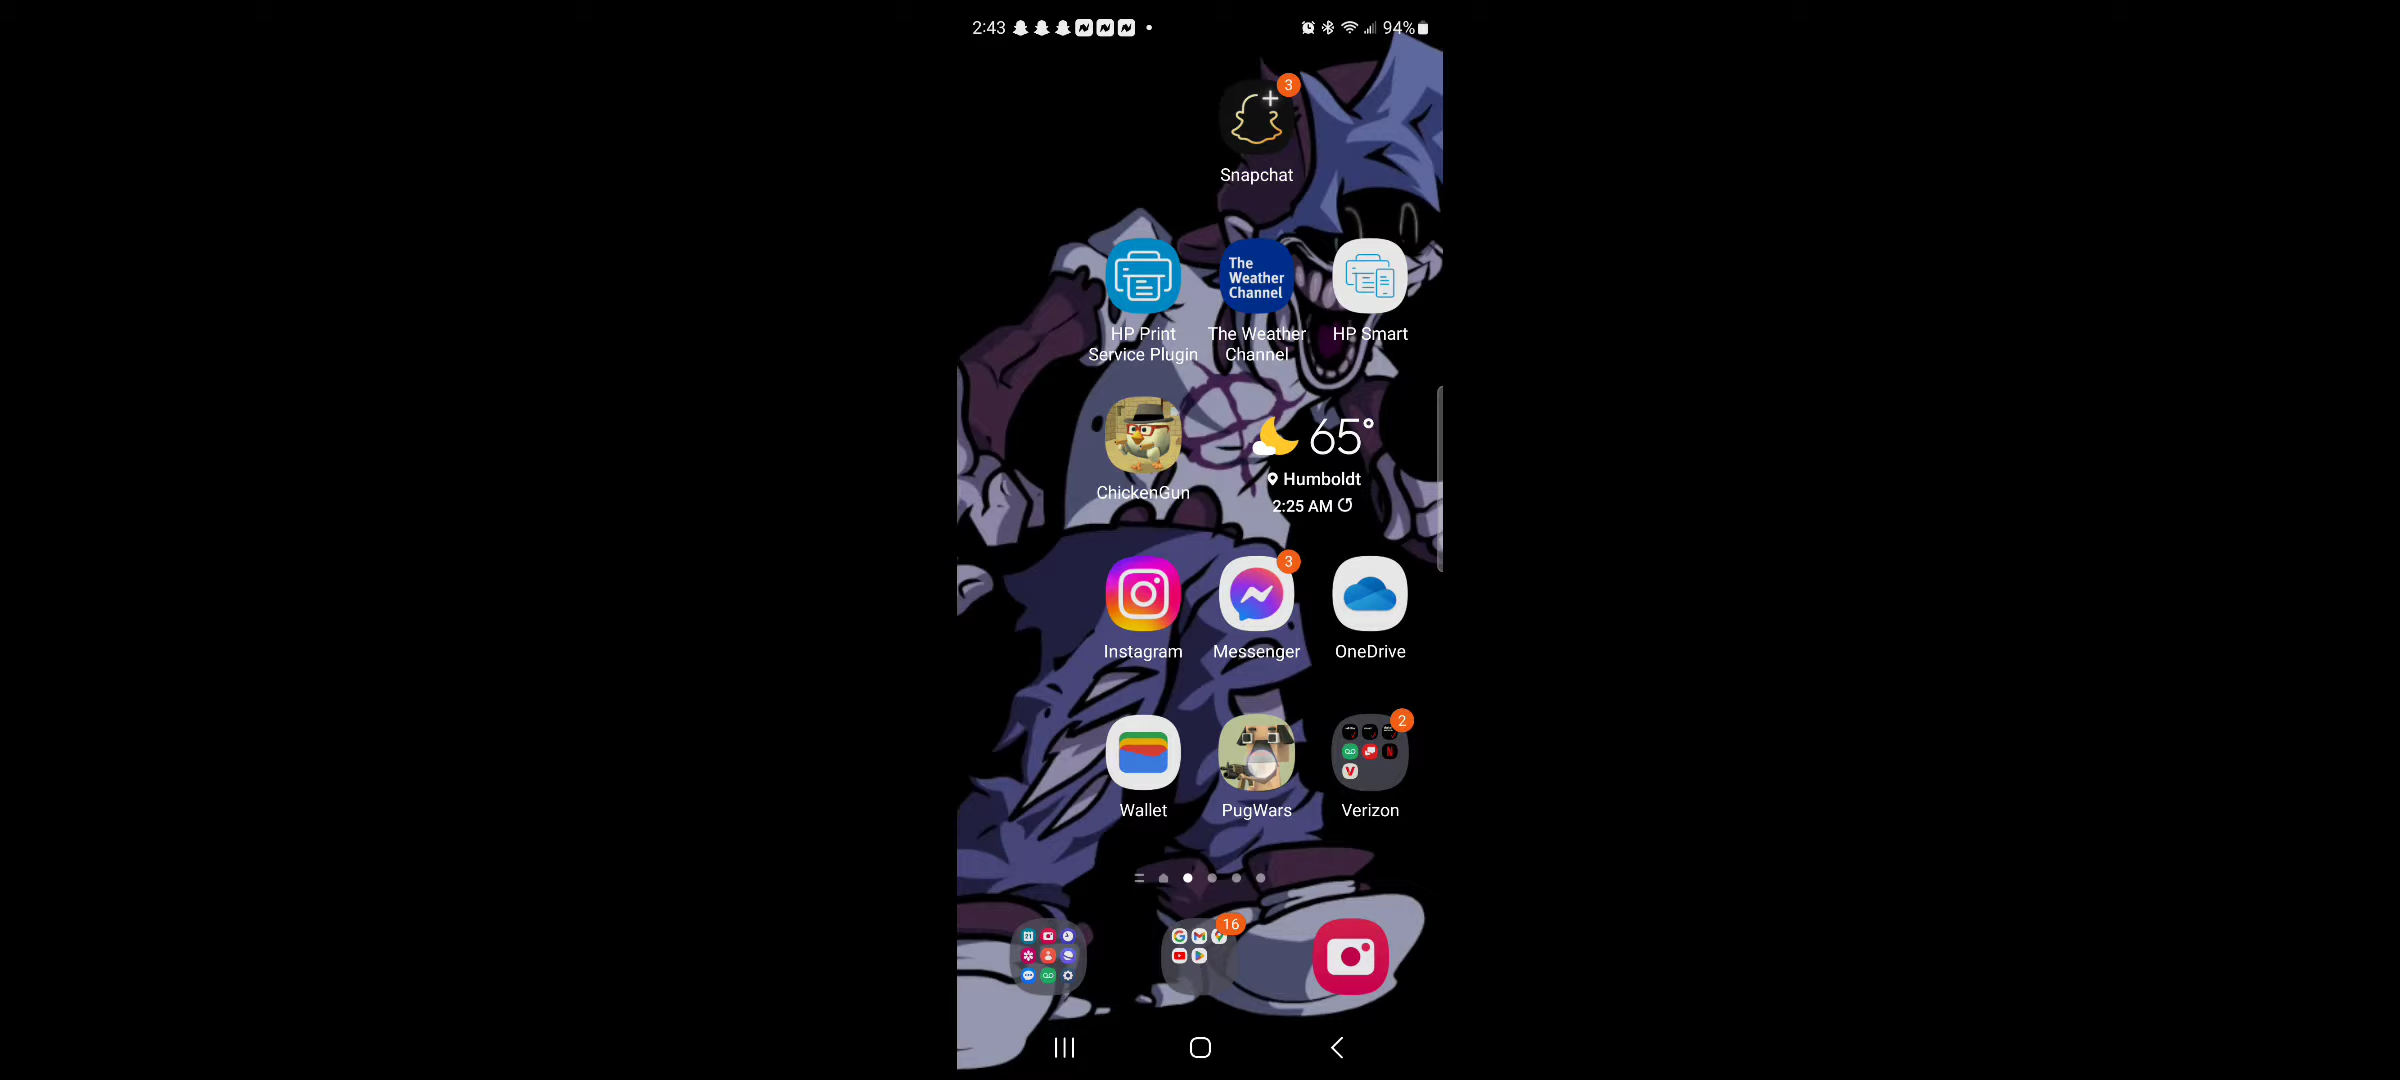 2:43
94%
3
Snapchat
The
Weather
Channel
HP Print
Service Plugin
The Weather
Channel
HP Smart
ChickenGun
65°
Humboldt
2:25 AM
3
Instagram
Messenger
OneDrive
2
Wallet
PugWars
Verizon
16